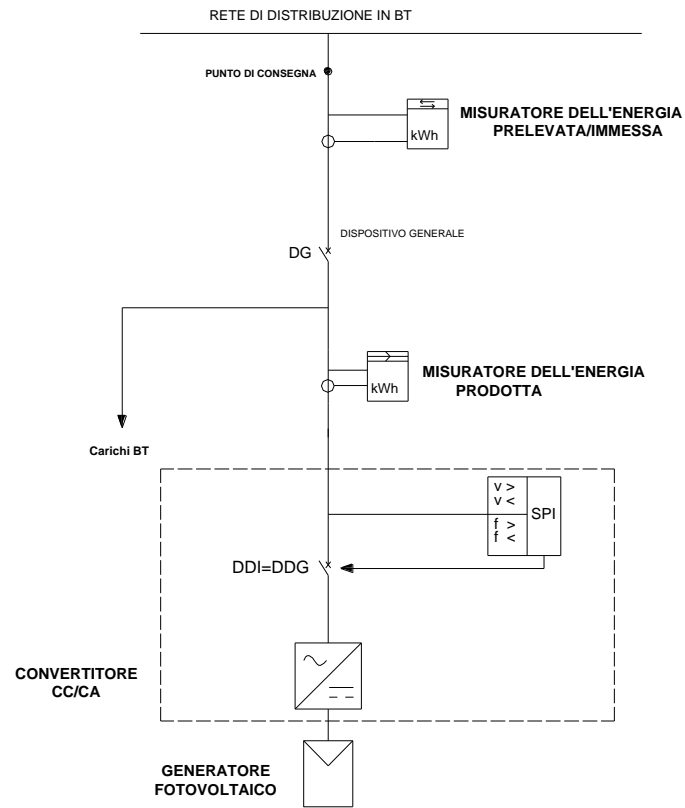 RETE DI DISTRIBUZIONE IN BT
PUNTO DI CONSEGNA
kWh
MISURATORE DELL'ENERGIA
PRELEVATA/IMMESSA
DISPOSITIVO GENERALE
DG
kWh
MISURATORE DELL'ENERGIA
PRODOTTA
Carichi BT
v >
v <
f >
f <
SPI
DDI=DDG
CONVERTITORE
CC/CA
GENERATORE
FOTOVOLTAICO